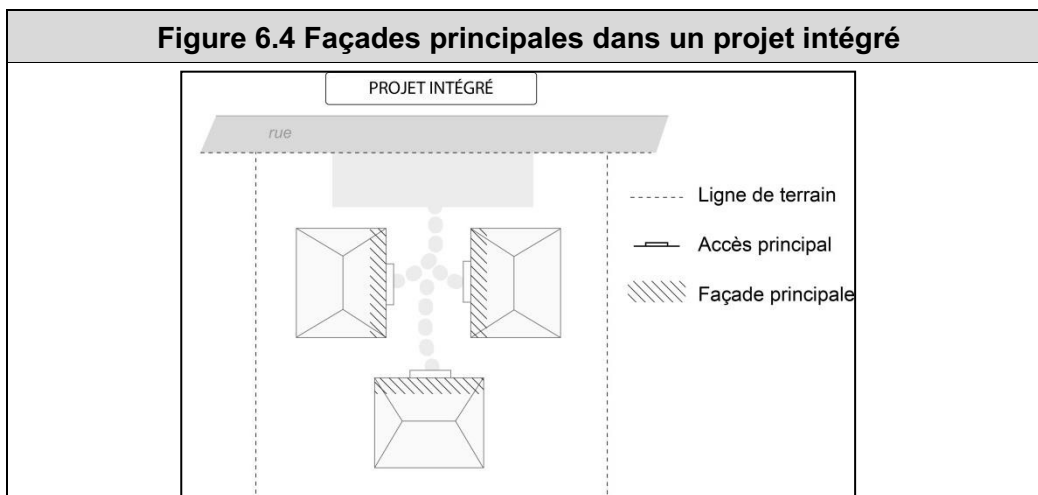 Figure 6.4 Façades principales dans un projet intégré
PROJET INTÉGRÉ
rue
Ligne de terrain
Accès principal
Façade principale